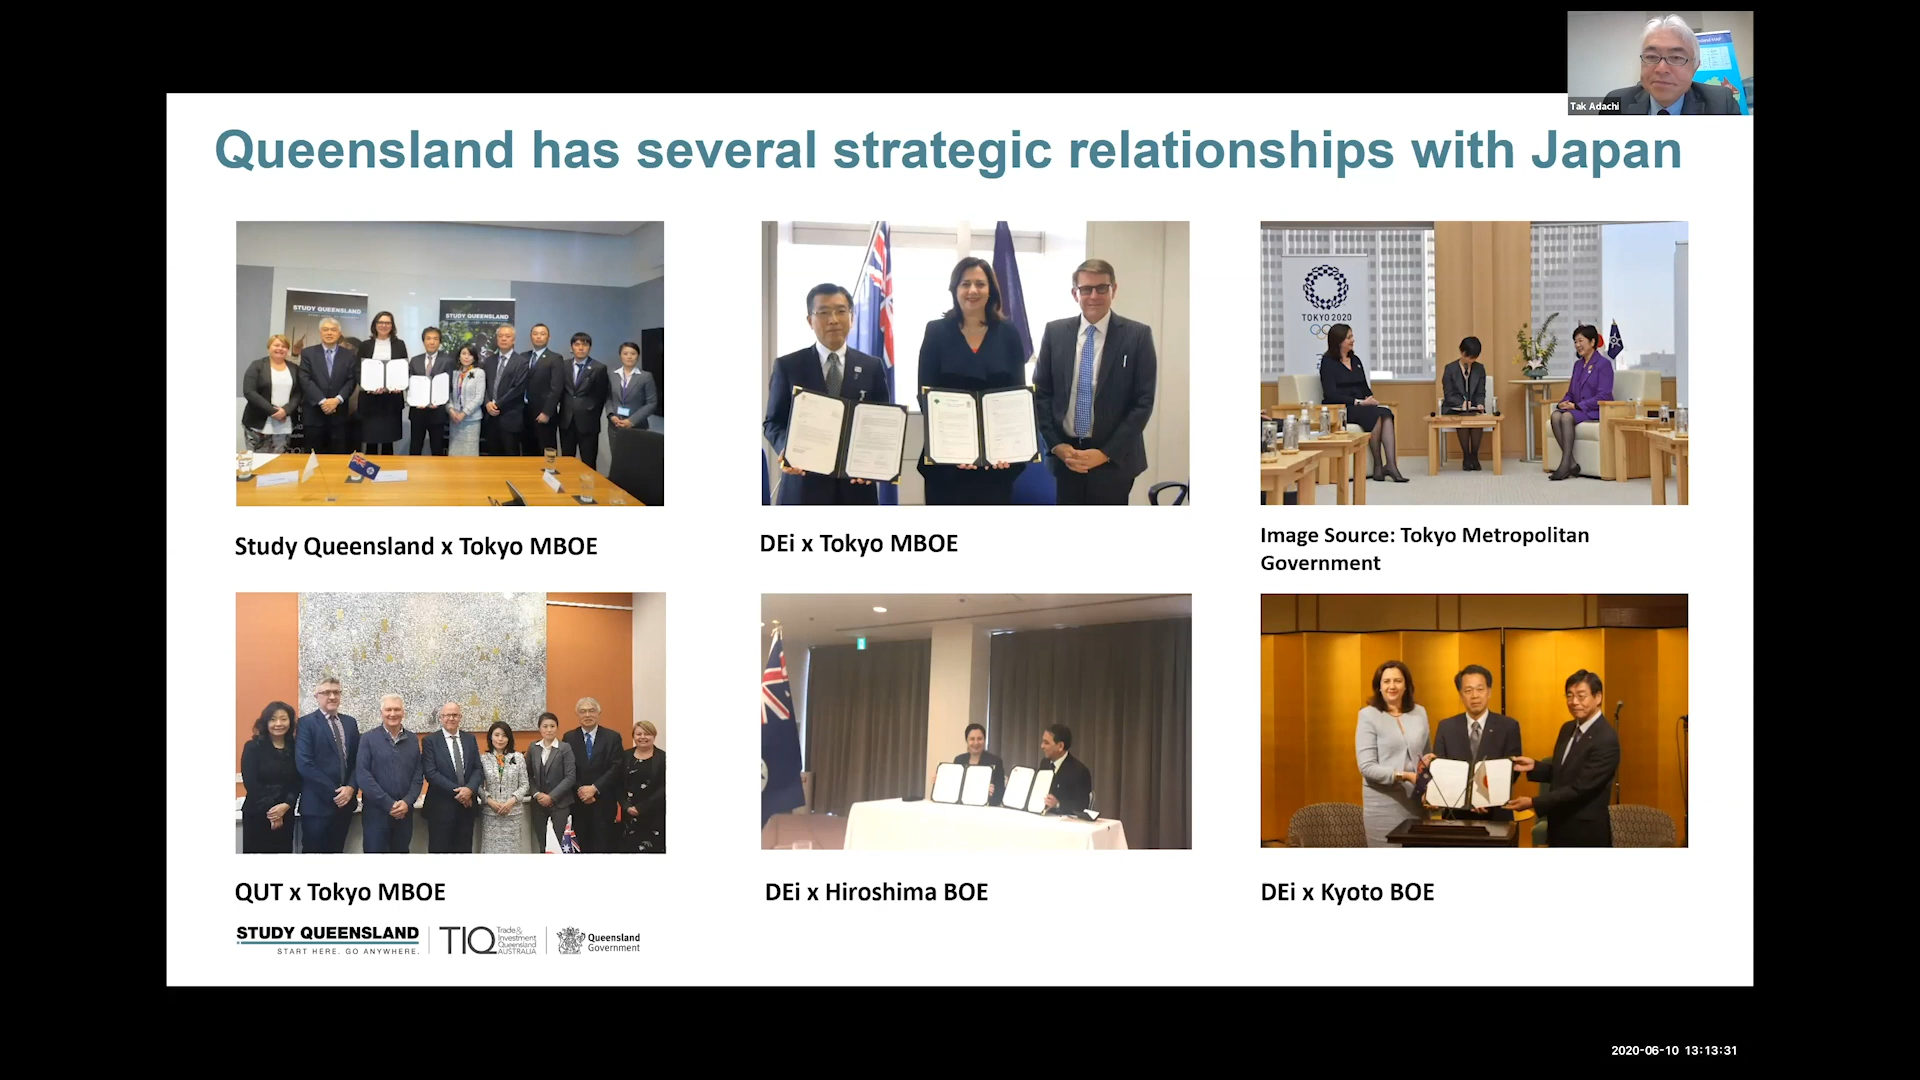 Tak Adachi
Queensland has several strategic relationships with Japan
STUDY QUEENSLAND
STUDY QUEENSLAND
TOKYO 2020
Study Queensland x Tokyo MBOE
DEi x Tokyo MBOE
Image Source: Tokyo Metropolitan
Government
QUT x Tokyo MBOE
DEi x Hiroshima BOE
DEi x Kyoto BOE
STUDY QUEENSLAND
START HERE. GO ANYWHERE.
TIQ
Trade &
Investment
Queensland
AUSTRALIA
Queensland
Government
2020-06-10 13:13:31